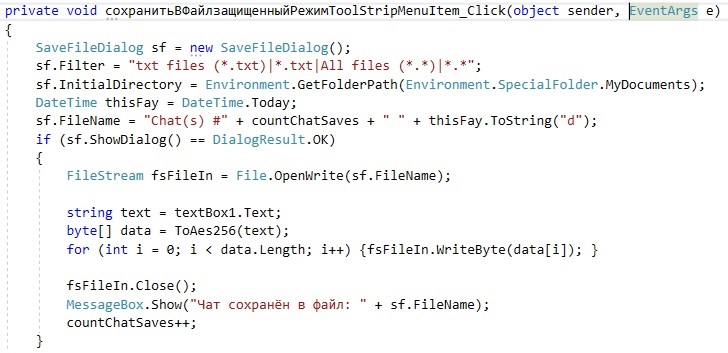 private void сохранитьВФайлзащищенныйРежимToolStripMenuItem_Click(object sender, EventArgs e)
{
SaveFileDialog sf = new SaveFileDialog();
sf.Filter = "txt files (*.txt)|*.txt|All files (*.*)|*.*";
sf.InitialDirectory = Environment.GetFolderPath(Environment.SpecialFolder.MyDocuments);
DateTime thisFay = DateTime.Today;
sf.FileName = "Chat(s) #" + countChatSaves + " " + thisFay.ToString("d");
if (sf.ShowDialog() == DialogResult.OK)
{
FileStream fsFileIn = File.OpenWrite(sf.FileName);
string text = textBox1.Text;
byte[] data = ToAes256(text);
for (int i = 0; i < data.Length; i++) {fsFileIn.WriteByte(data[i]); }
fsFileIn.Close();
MessageBox.Show("Чат сохранён в файл: " + sf.FileName);
countChatSaves++;
}